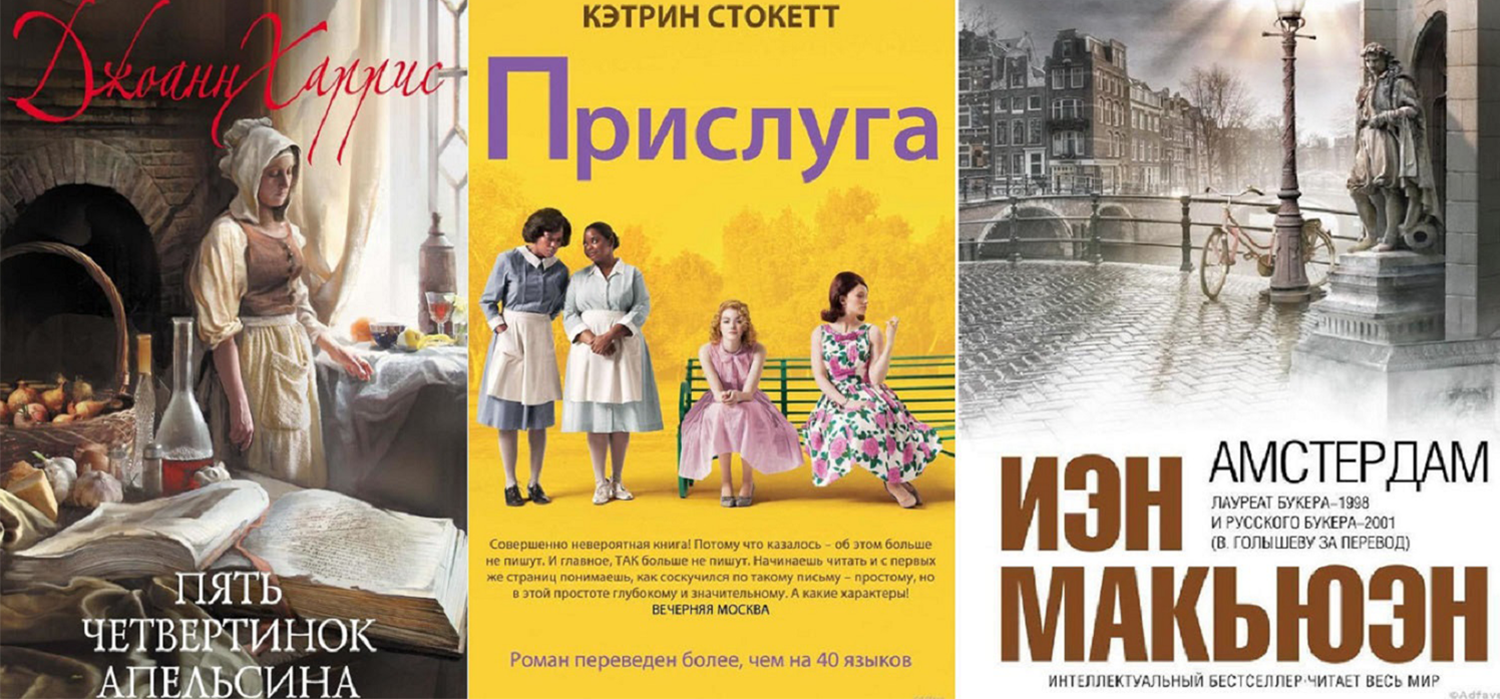 Джоанн Харрис
ПЯТЬ
ЧЕТВЕРТИНОК
АПЕЛЬСИНА
КЭТРИН СТОКЕТТ
Прислуга
Совершенно невероятная книга! Потому что казалось – об этом больше
не пишут. И главное, ТАК больше не пишут. Начинаешь читать и с первых
же страниц понимаешь, как соскучился по такому письму – простому, но
в этой простоте глубокому и значительному. А какие характеры!
ВЕЧЕРНЯЯ МОСКВА
Роман переведен более, чем на 40 языков
АМСТЕРДАМ
ЛАУРЕАТ БУКЕРА–1998
И РУССКОГО БУКЕРА–2001
(В. ГОЛЫШЕВУ ЗА ПЕРЕВОД)
ИЭН
МАКЬЮЭН
ИНТЕЛЛЕКТУАЛЬНЫЙ БЕСТСЕЛЛЕР·ЧИТАЕТ ВЕСЬ МИР